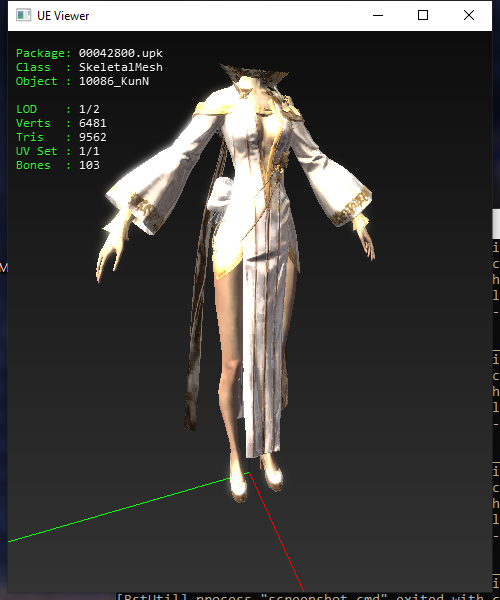 UE Viewer
Package: 00042800.upk
Class : SkeletalMesh
Object : 10086_KunN
LOD : 1/2
Verts : 6481
Tris : 9562
UV Set : 1/1
Bones : 103
M
i
c
h
l
-
i
c
h
l
-
i
c
h
l
-
i
process "screenshot.cmd" exited with c